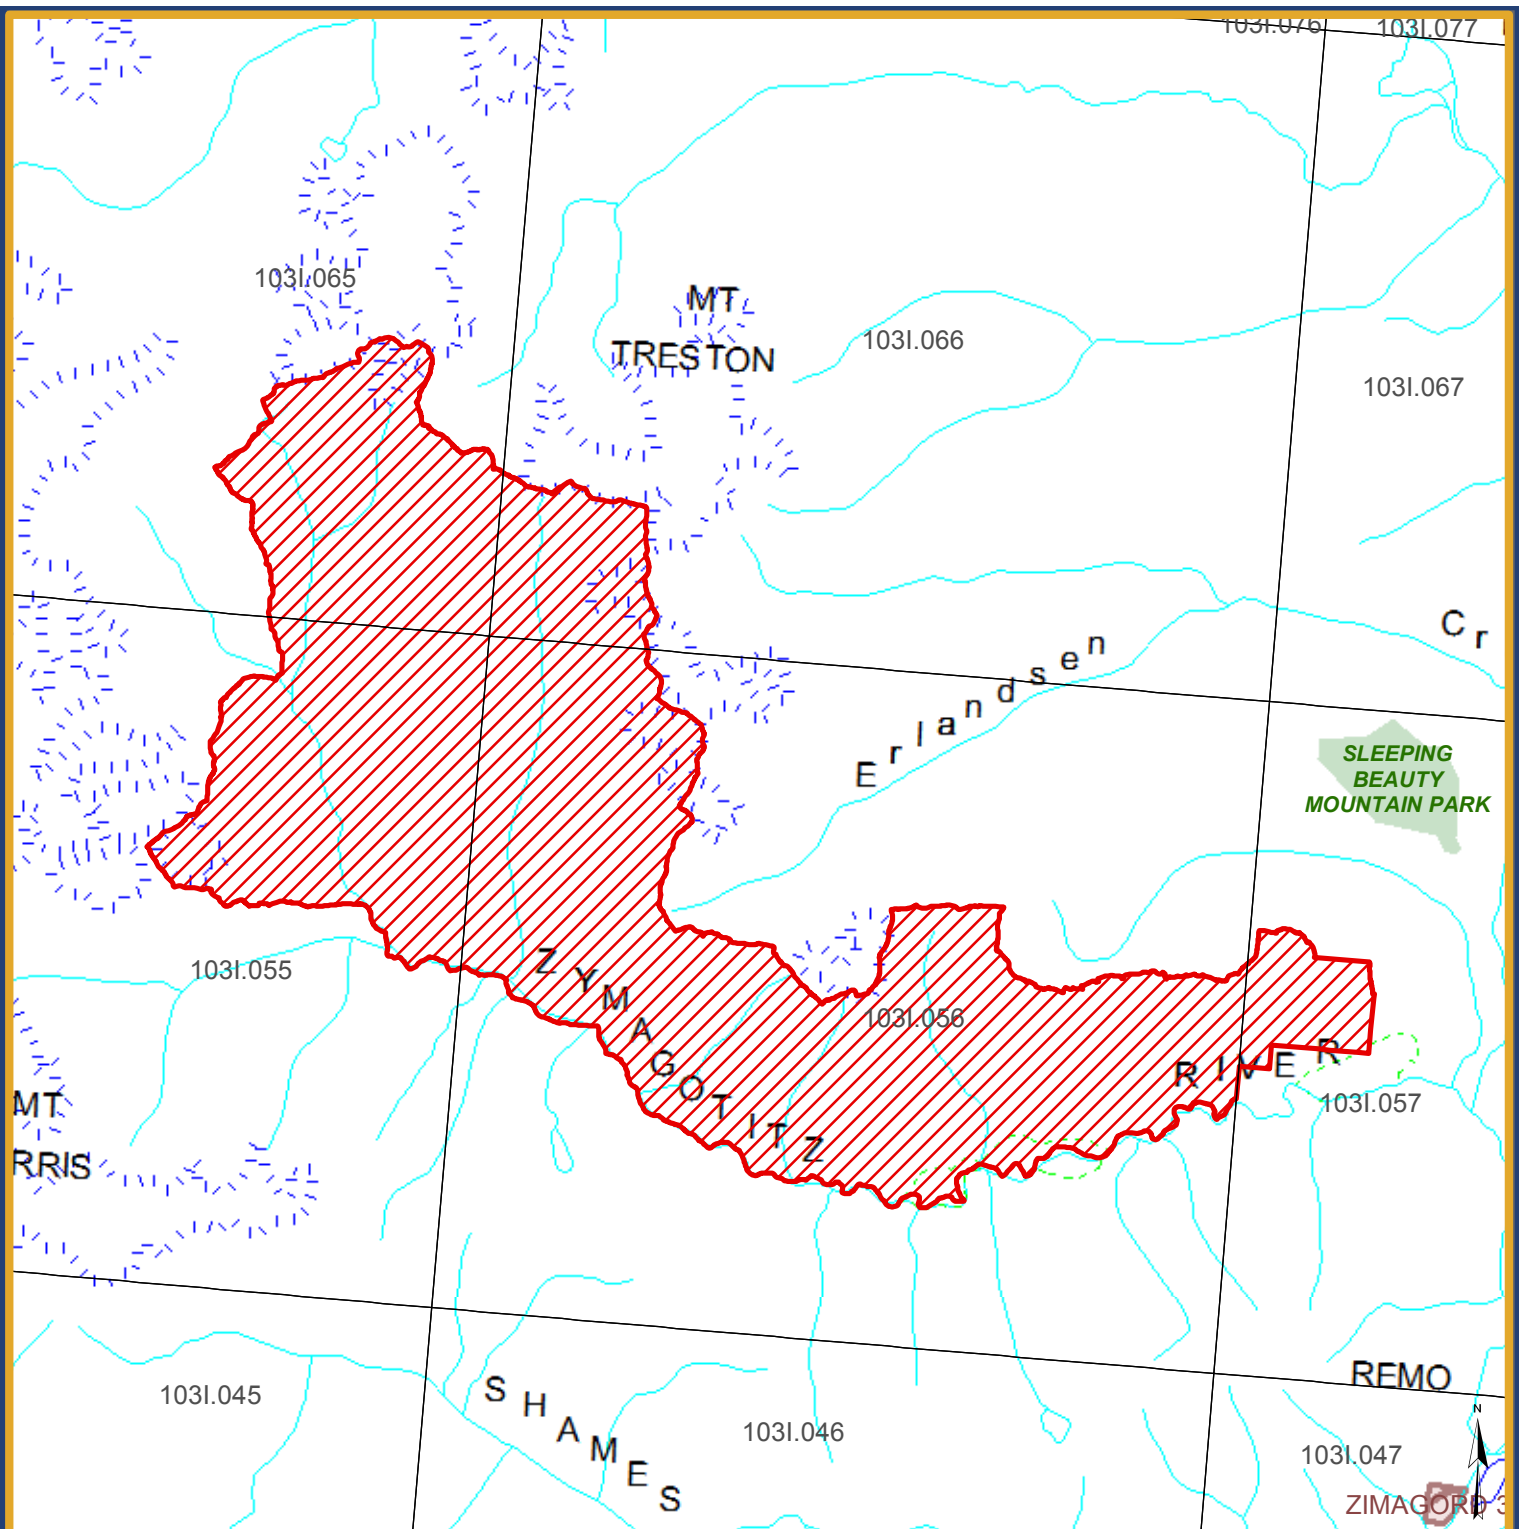 103I.076
103I.077
103I.065
MT
TRESTON
103I.066
103I.067
Erlandsen Cr
SLEEPING
BEAUTY
MOUNTAIN PARK
103I.055
ZYMAGOTITZ RIVER
103I.056
103I.057
MT
RRIS
REMO
103I.045
SHAMES
103I.046
103I.047
N
ZIMAGORD 3